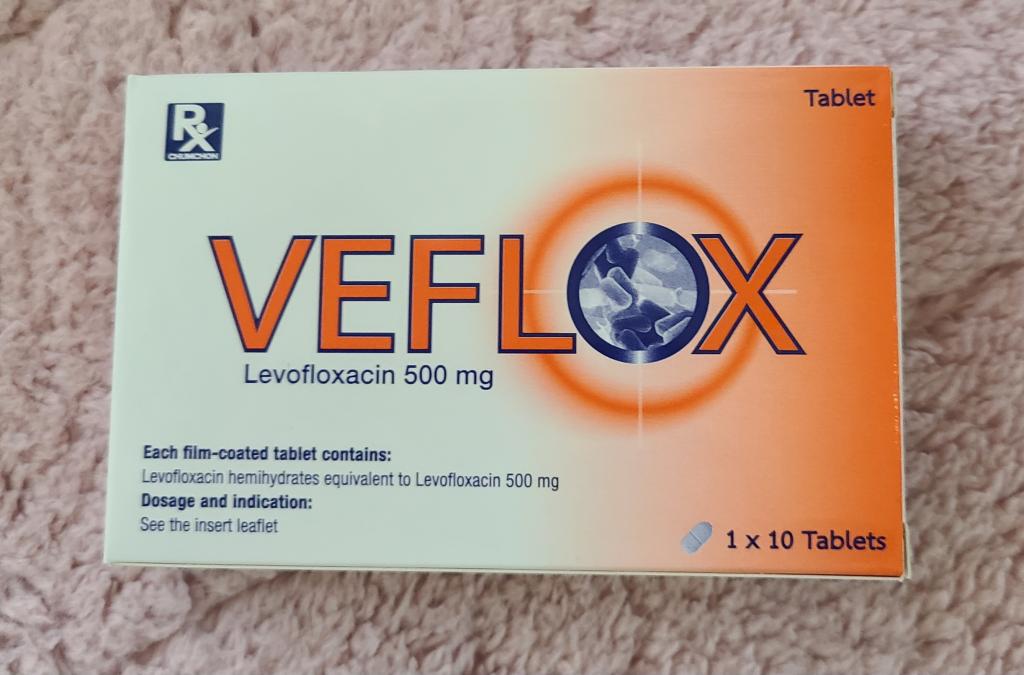 Rx
CHUMCHON
Tablet
VEFLOX
Levofloxacin 500 mg
Each film-coated tablet contains:
Levofloxacin hemihydrates equivalent to Levofloxacin 500 mg
Dosage and indication:
See the insert leaflet
1 x 10 Tablets